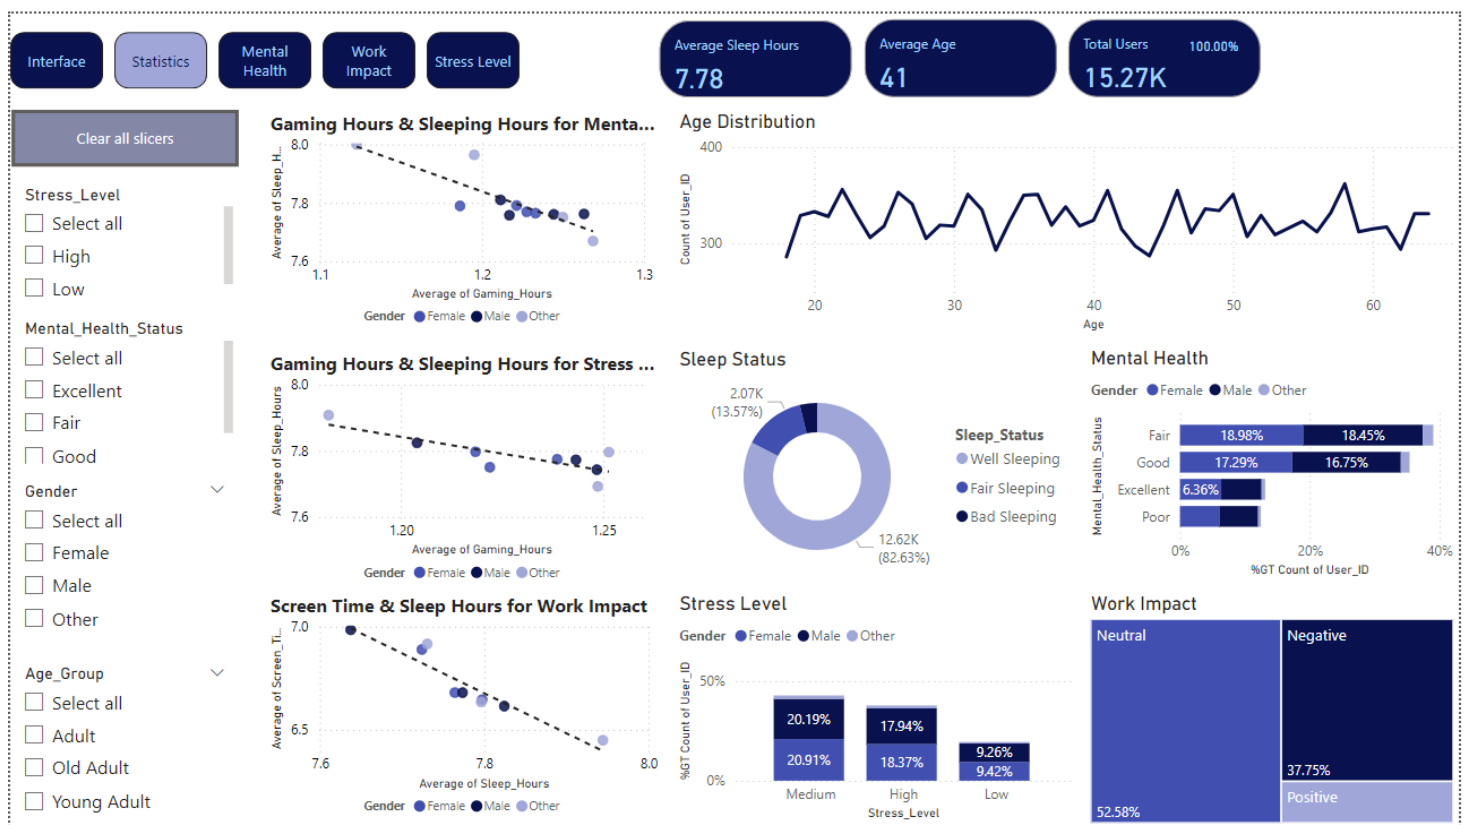 Interface
Statistics
Mental
Health
Work
Impact
Stress Level
Average Sleep Hours
7.78
Average Age
41
Total Users
100.00%
15.27K
Clear all slicers
Stress_Level
Select all
High
Low
Mental_Health_Status
Select all
Excellent
Fair
Good
Gender
Select all
Female
Male
Other
Age_Group
Select all
Adult
Old Adult
Young Adult
Gaming Hours & Sleeping Hours for Menta...
Average of Sleep_H...
8.0
7.8
7.6
1.1
1.2
1.3
Average of Gaming_Hours
Gender Female Male Other
Gaming Hours & Sleeping Hours for Stress ...
Average of Sleep_Hours
8.0
7.8
7.6
1.20
1.25
Average of Gaming_Hours
Gender Female Male Other
Screen Time & Sleep Hours for Work Impact
Average of Screen_Ti...
7.0
6.5
7.6
7.8
8.0
Average of Sleep_Hours
Gender Female Male Other
Age Distribution
Count of User_ID
400
300
20
30
40
50
60
Age
Sleep Status
2.07K
(13.57%)
12.62K
(82.63%)
Sleep_Status
Well Sleeping
Fair Sleeping
Bad Sleeping
Mental Health
Gender Female Male Other
Mental_Health_Status
Fair
18.98%
18.45%
Good
17.29%
16.75%
Excellent
6.36%
Poor
0%
20%
40%
%GT Count of User_ID
Stress Level
Gender Female Male Other
%GT Count of User_ID
50%
0%
20.19%
20.91%
17.94%
18.37%
9.26%
9.42%
Medium
High
Low
Stress_Level
Work Impact
Neutral
52.58%
Negative
37.75%
Positive